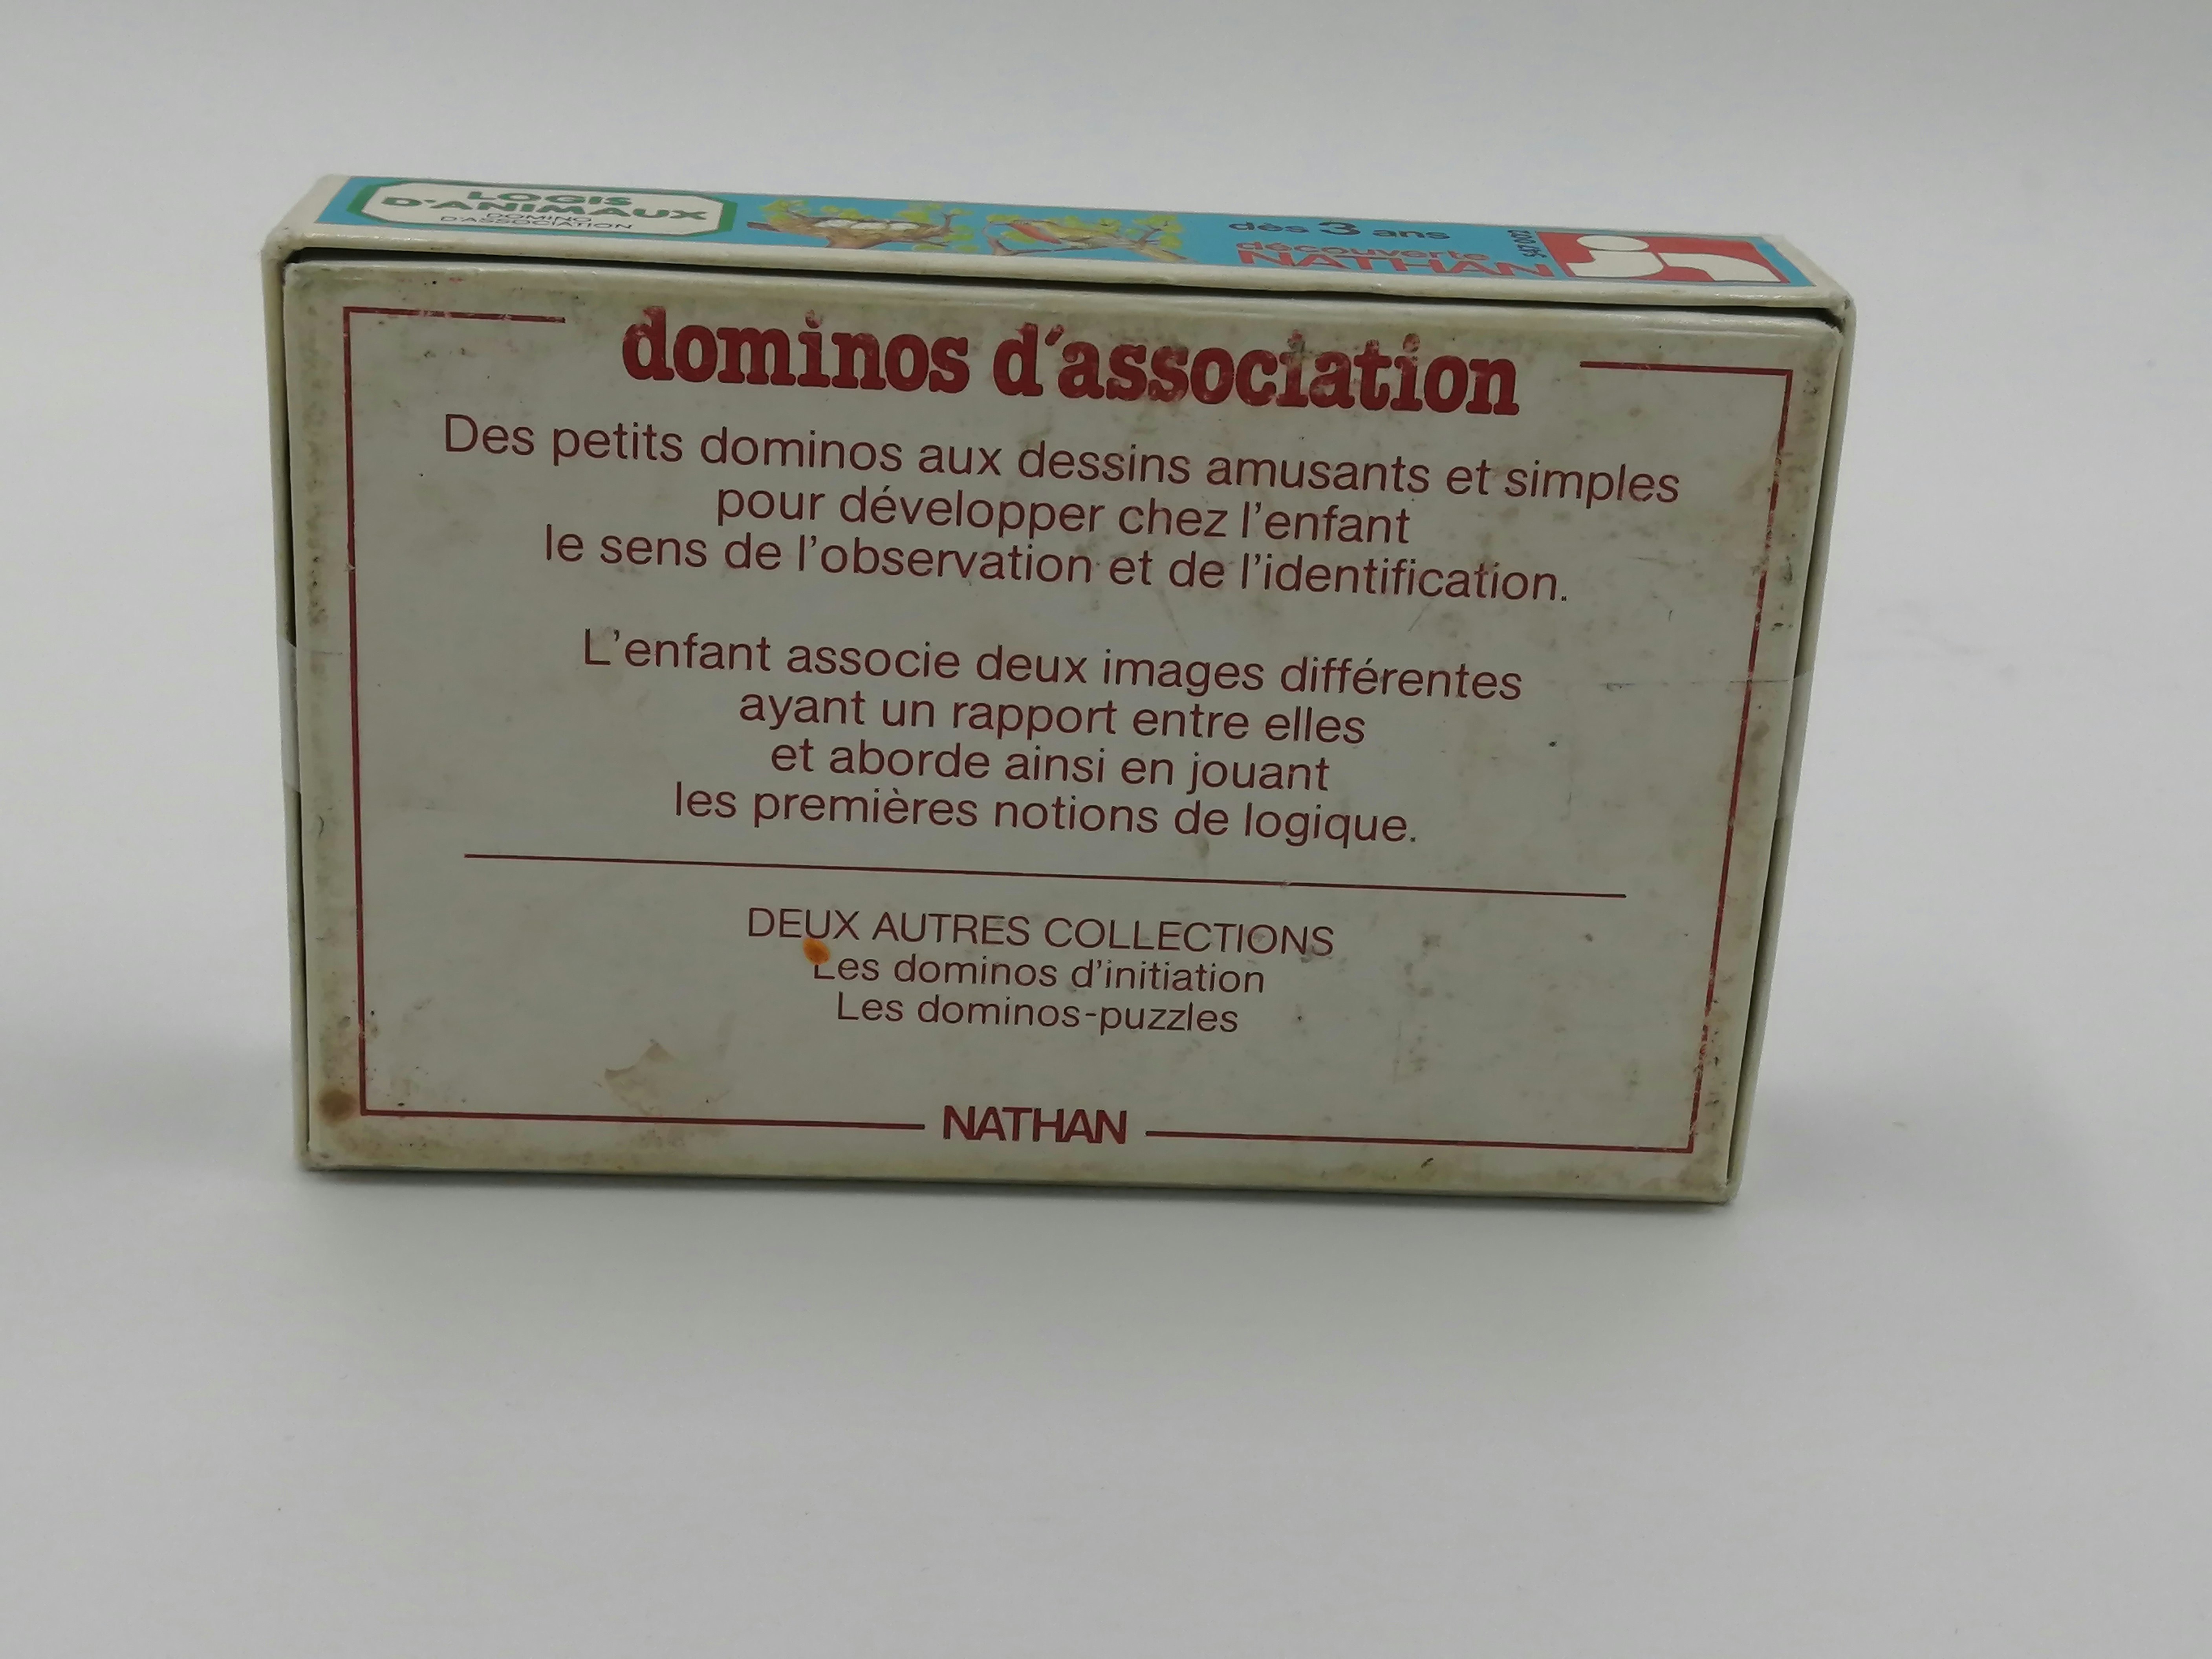 LOGIS
D'ANIMAUX
DOMINO
D'ASSOCIATION
dès 3 ans
découverte
NATHAN
547 002
dominos d'association
Des petits dominos aux dessins amusants et simples
pour développer chez l'enfant
le sens de l'observation et de l'identification.
L'enfant associe deux images différentes
ayant un rapport entre elles
et aborde ainsi en jouant
les premières notions de logique.
DEUX AUTRES COLLECTIONS
Les dominos d'initiation
Les dominos-puzzles
NATHAN